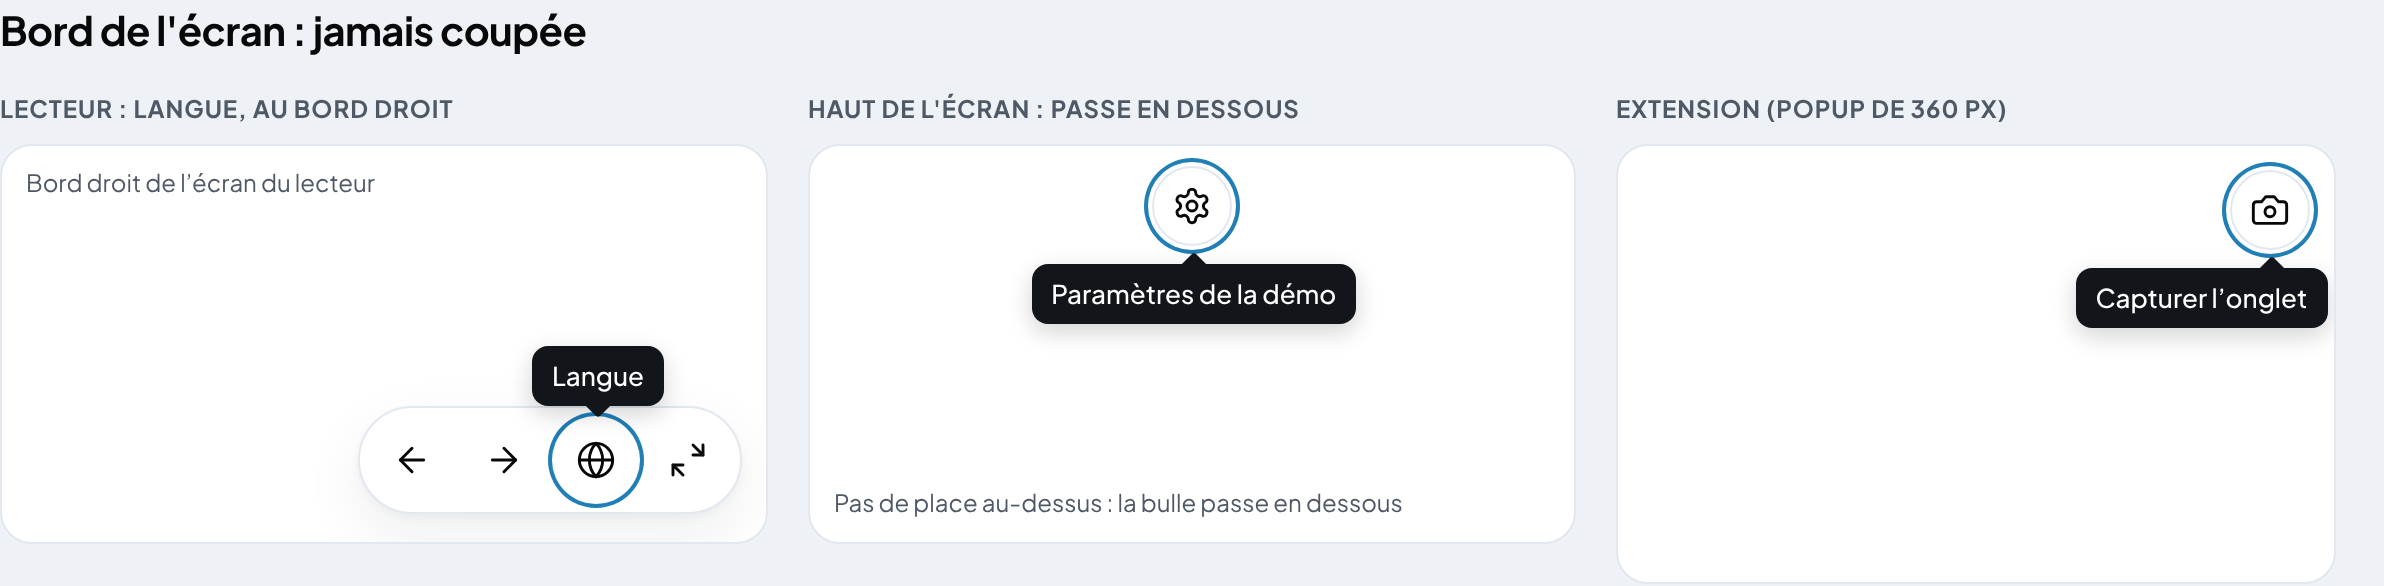 Bord de l'écran : jamais coupée
LECTEUR : LANGUE, AU BORD DROIT
Bord droit de l’écran du lecteur
Langue
HAUT DE L'ÉCRAN : PASSE EN DESSOUS
Paramètres de la démo
Pas de place au-dessus : la bulle passe en dessous
EXTENSION (POPUP DE 360 PX)
Capturer l’onglet